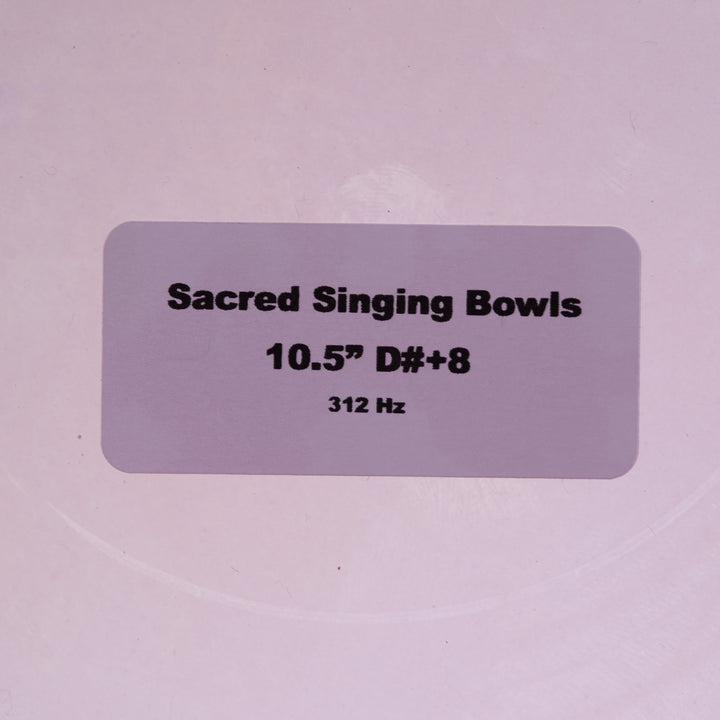 Sacred Singing Bowls
10.5” D#+8
312 Hz